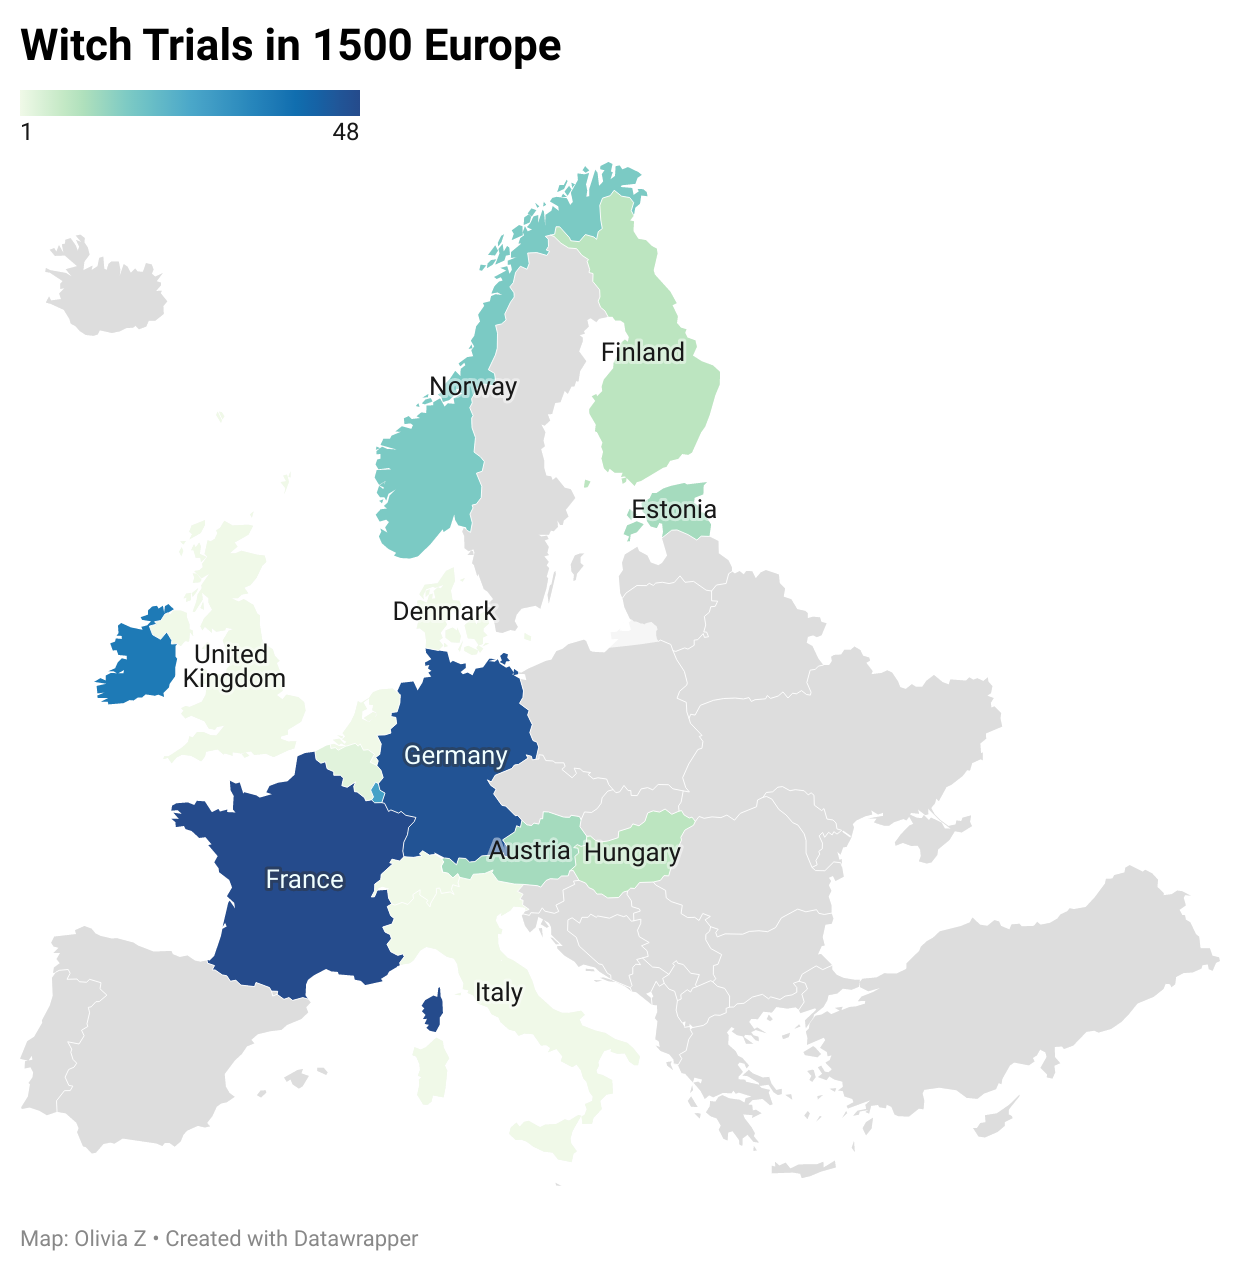 Witch Trials in 1500 Europe
1
48
Finland
Norway
Estonia
Denmark
United
Kingdom
Germany
Austria
Hungary
France
Italy
Map: Olivia Z • Created with Datawrapper